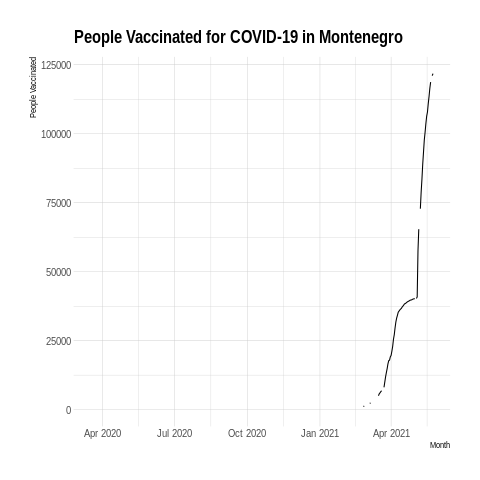 People Vaccinated for COVID-19 in Montenegro
People Vaccinated
125000
100000
75000
50000
25000
0
Apr 2020 Jul 2020 Oct 2020 Jan 2021 Apr 2021
Month